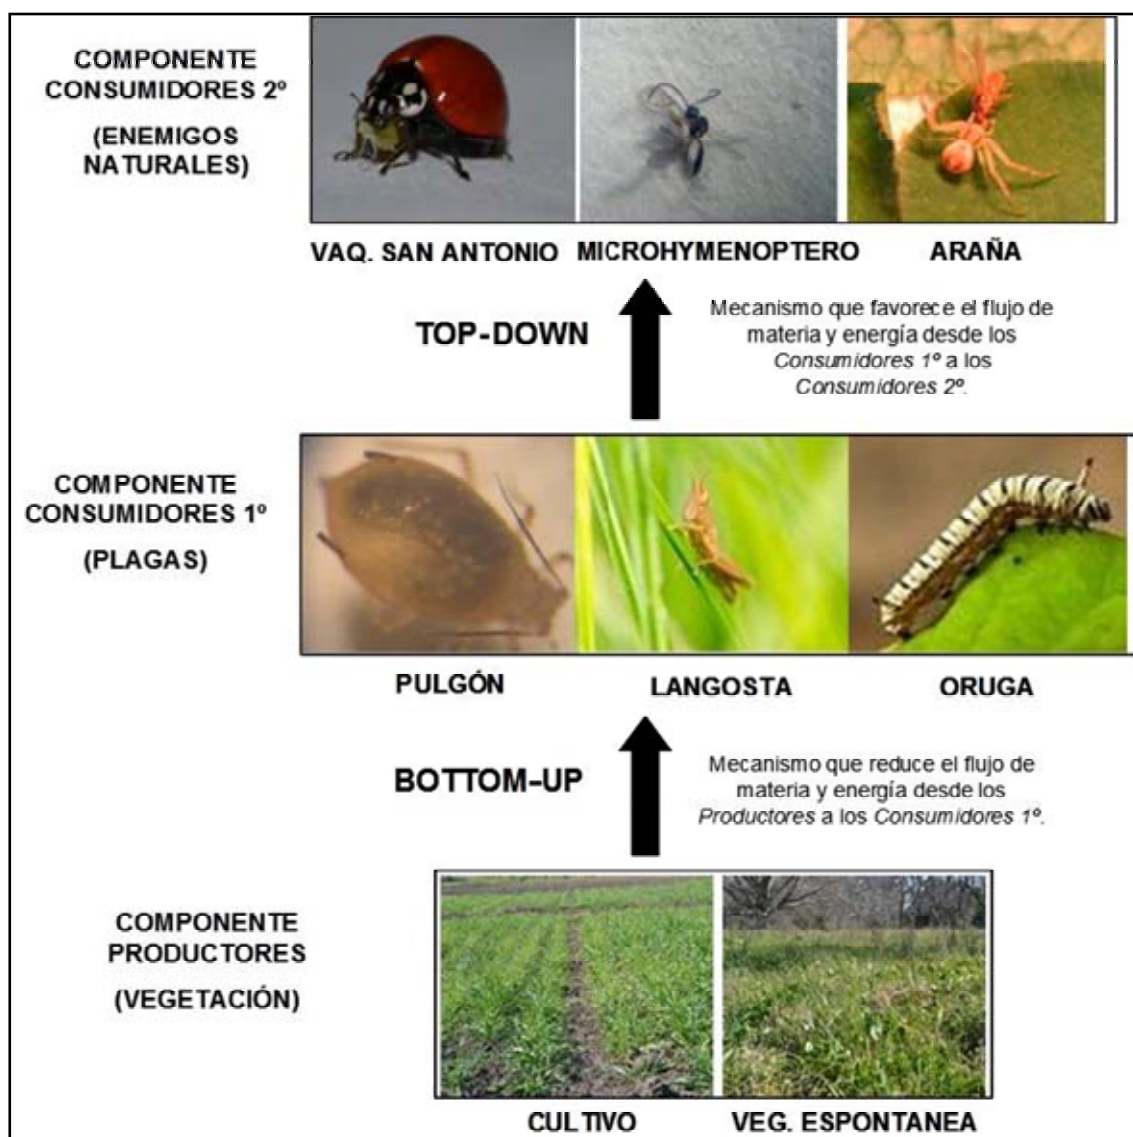 COMPONENTE
CONSUMIDORES 2º
(ENEMIGOS
NATURALES)
VAQ. SAN ANTONIO
MICROHYMENOPTERO
ARAÑA
TOP-DOWN
Mecanismo que favorece el flujo de
materia y energía desde los
Consumidores 1º a los
Consumidores 2º.
COMPONENTE
CONSUMIDORES 1º
(PLAGAS)
PULGÓN
LANGOSTA
ORUGA
BOTTOM-UP
Mecanismo que reduce el flujo de
materia y energía desde los
Productores a los Consumidores 1º.
COMPONENTE
PRODUCTORES
(VEGETACIÓN)
CULTIVO
VEG. ESPONTANEA